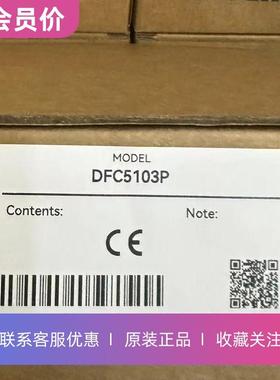 会员价
MODEL
DFC5103P
Contents:
Note:
CE
联系客服优惠 | 原装正品 | 收藏关注